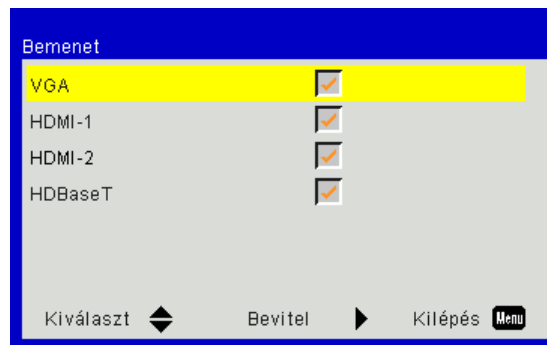 Bemenet
VGA
HDMI-1
HDMI-2
HDBaseT
Kiválaszt Bevitel Kilépés Menu